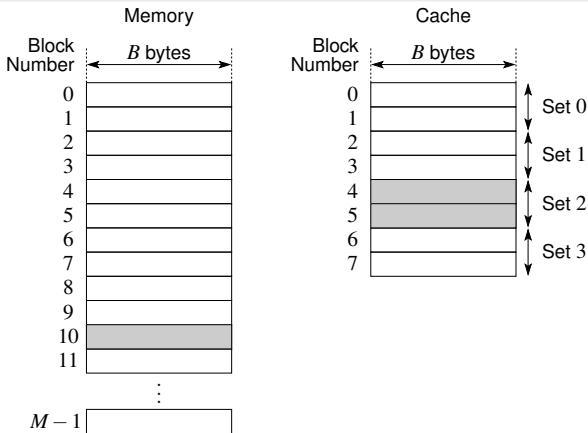 Memory
Block
Number
B bytes
0
1
2
3
4
5
6
7
8
9
10
11
⋮
M − 1
Cache
Block
Number
B bytes
0
1
2
3
4
5
6
7
Set 0
Set 1
Set 2
Set 3